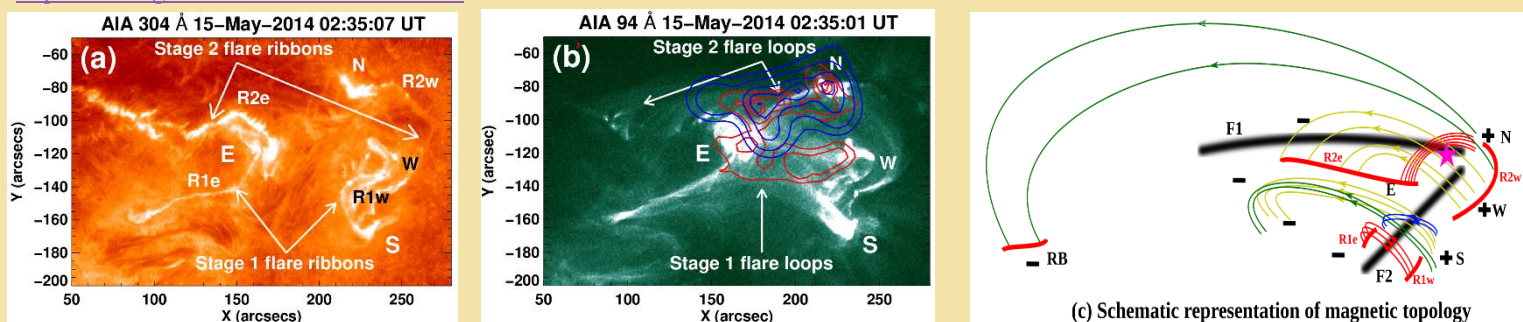 AIA 304 Å 15-May-2014 02:35:07 UT
(a)
Stage 2 flare ribbons
N
R2w
R2e
E
W
R1e
R1w
S
Stage 1 flare ribbons
-60
-80
-100
-120
-140
-160
-180
-200
Y (arcsecs)
50 100 150 200 250
X (arcsecs)
AIA 94 Å 15-May-2014 02:35:01 UT
(b)
Stage 2 flare loops
N
E
W
S
Stage 1 flare loops
-60
-80
-100
-120
-140
-160
-180
-200
Y (arcsec)
50 100 150 200 250
X (arcsec)
F1
-
+ N
R2e
R2w
E
-
+ W
-
R1e
-
+ S
RB
-
F2
R1w
(c) Schematic representation of magnetic topology